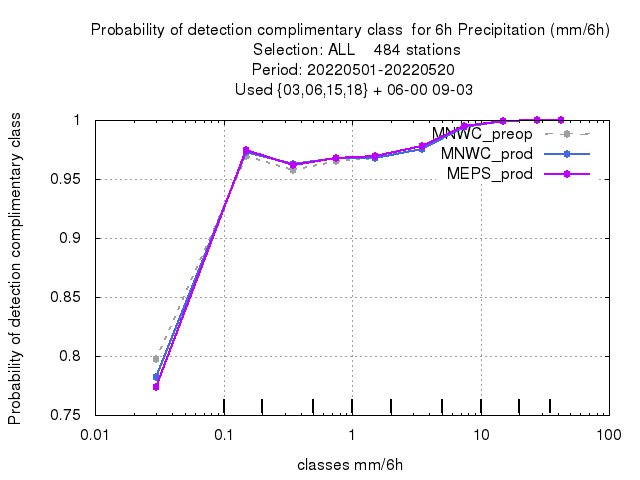 Probability of detection complimentary class  for 6h Precipitation (mm/6h)
Selection: ALL    484 stations
Period: 20220501-20220520
Used {03,06,15,18} + 06-00 09-03
Probability of detection complimentary class
1
0.95
0.9
0.85
0.8
0.75
MNWC_preop
MNWC_prod
MEPS_prod
0.01 0.1 1 10 100
classes mm/6h